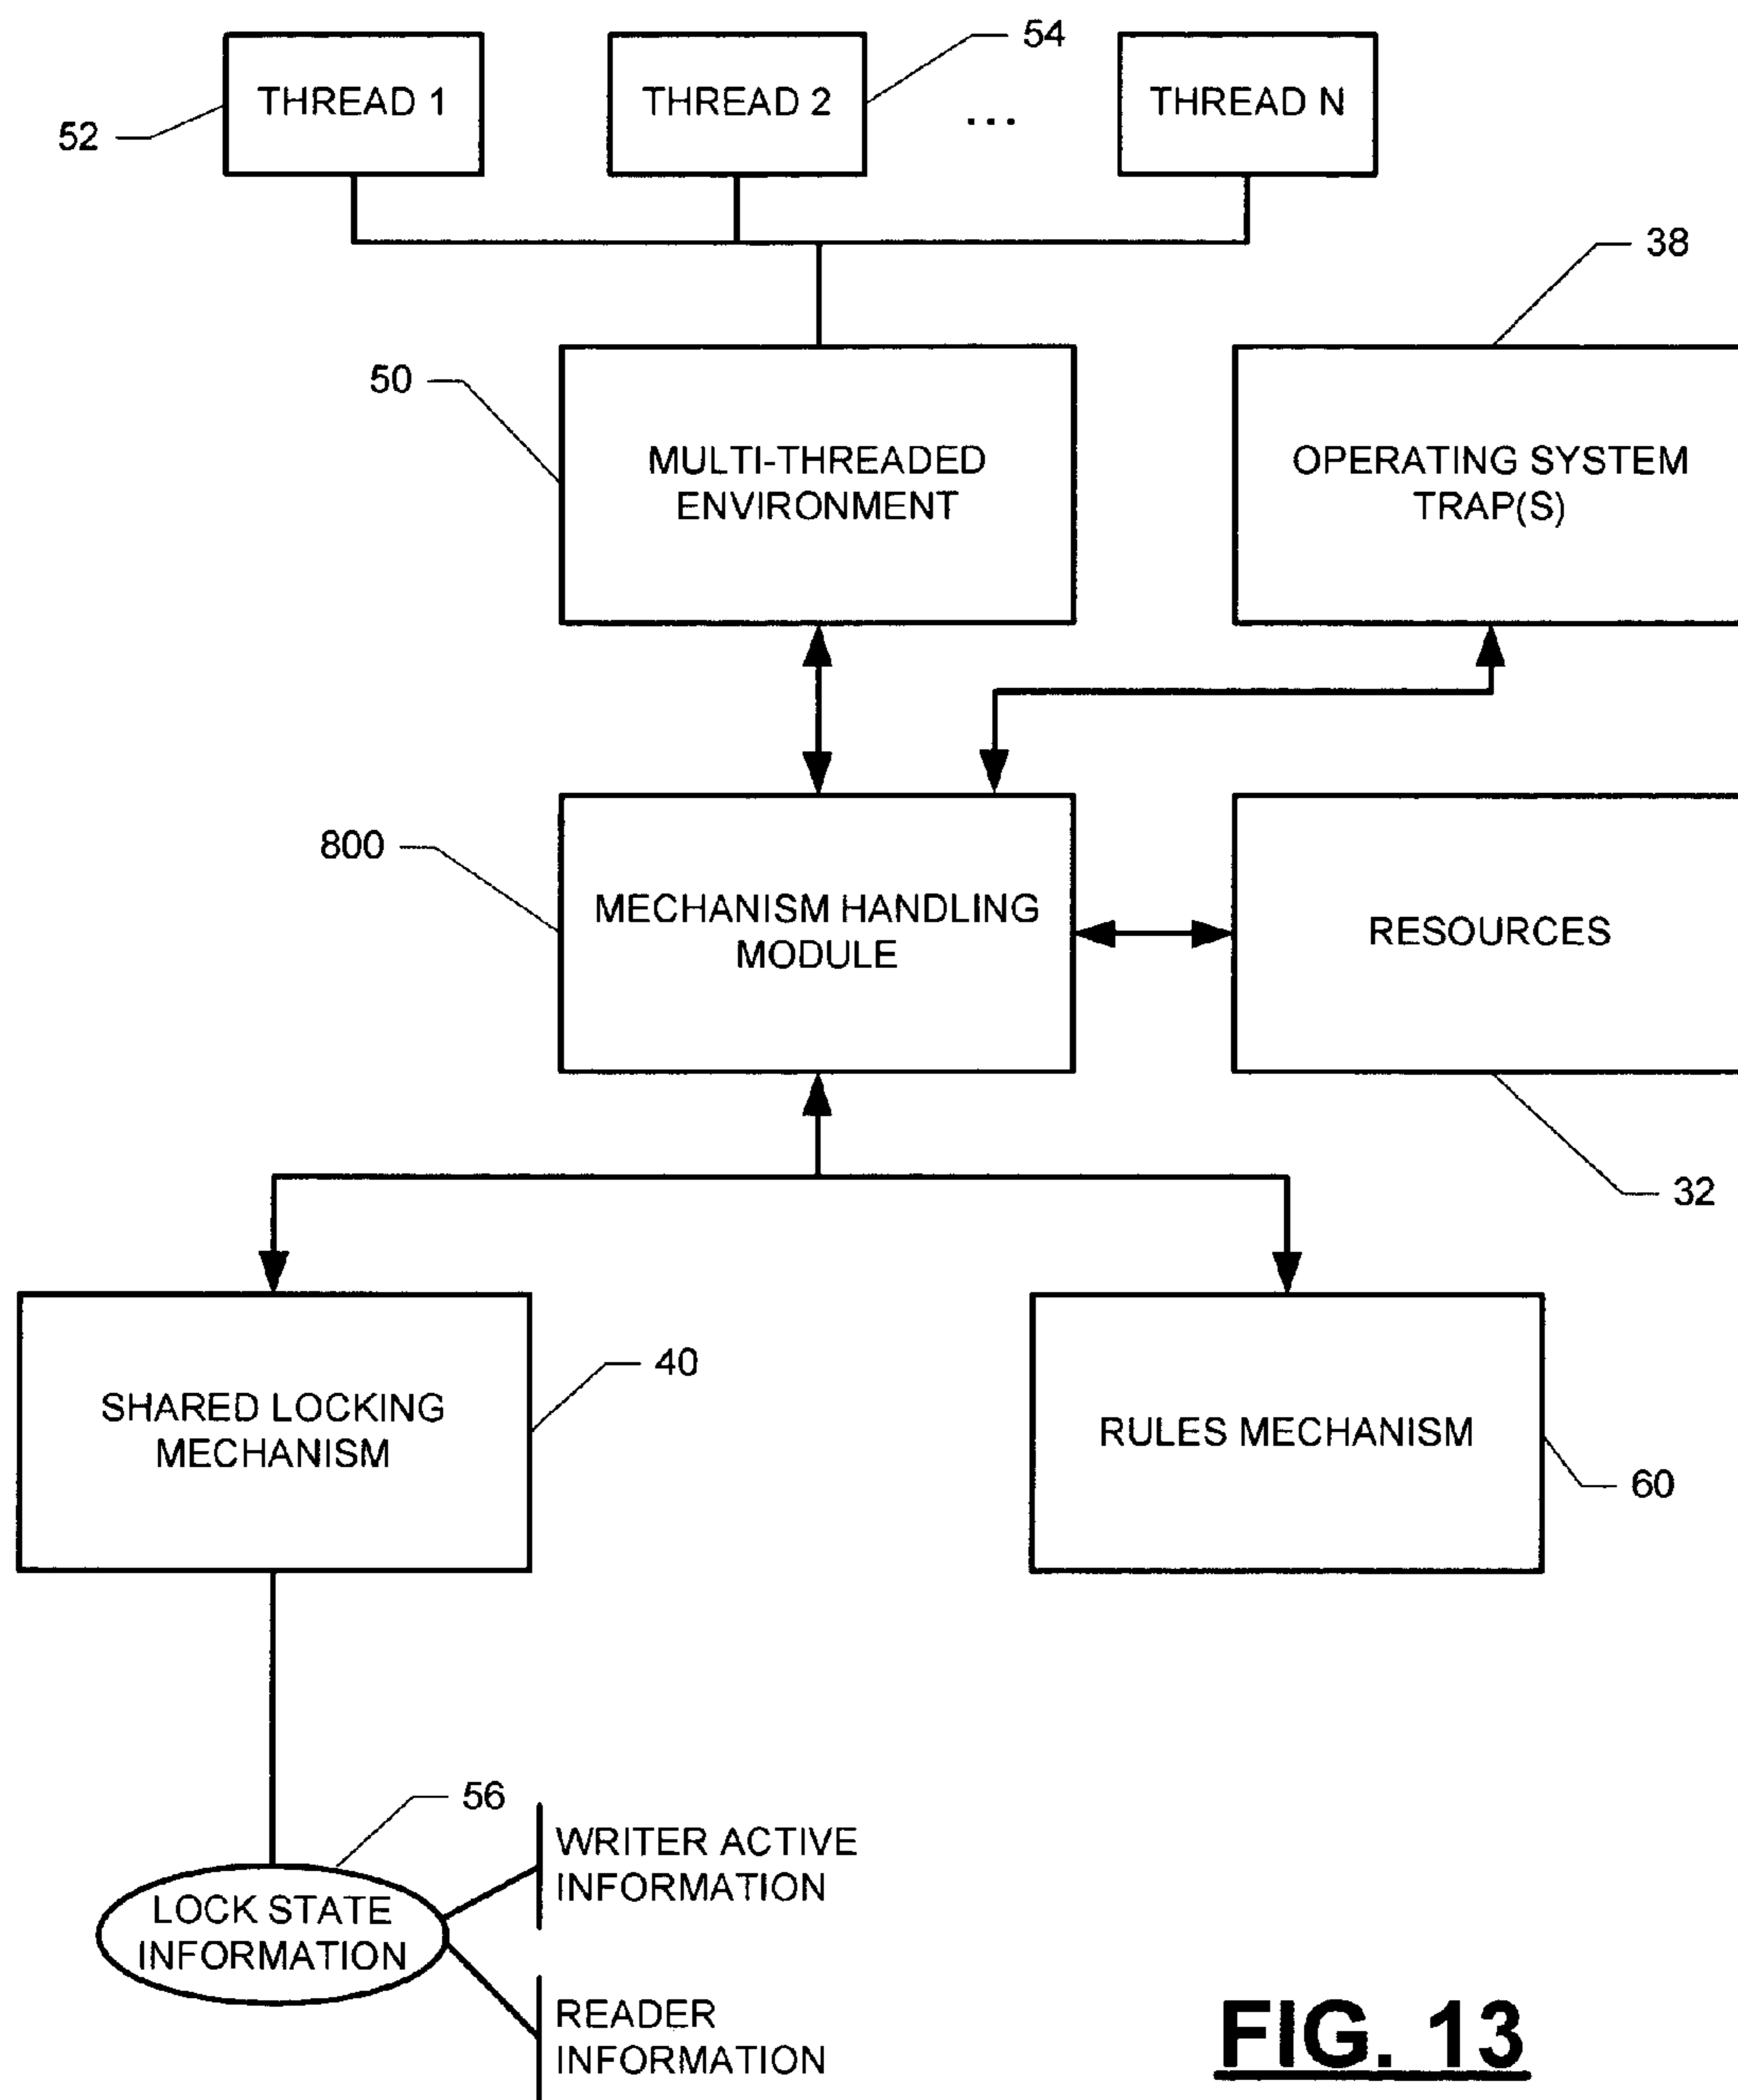 54
THREAD 1
THREAD 2
...
THREAD N
52
38
50
MULTI-THREADED
ENVIRONMENT
OPERATING SYSTEM
TRAP(S)
800
MECHANISM HANDLING
MODULE
RESOURCES
32
40
SHARED LOCKING
MECHANISM
RULES MECHANISM
60
56
WRITER ACTIVE
INFORMATION
LOCK STATE
INFORMATION
READER
INFORMATION
FIG. 13